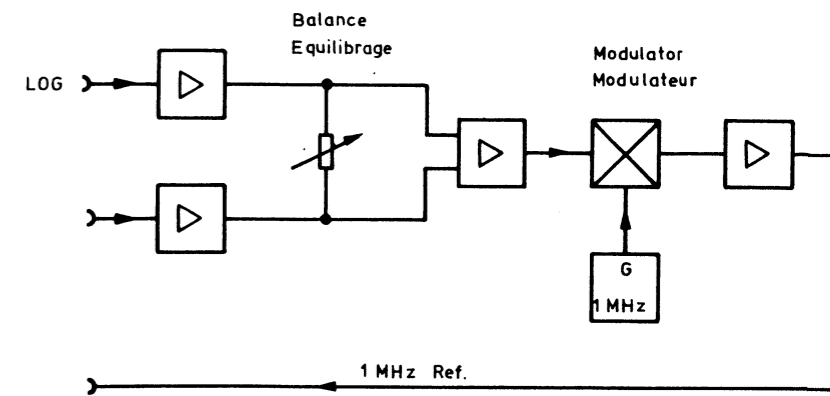 Balance
Equilibrage
Modulator
Modulateur
LOG
G
1 MHz
1 MHz Ref.